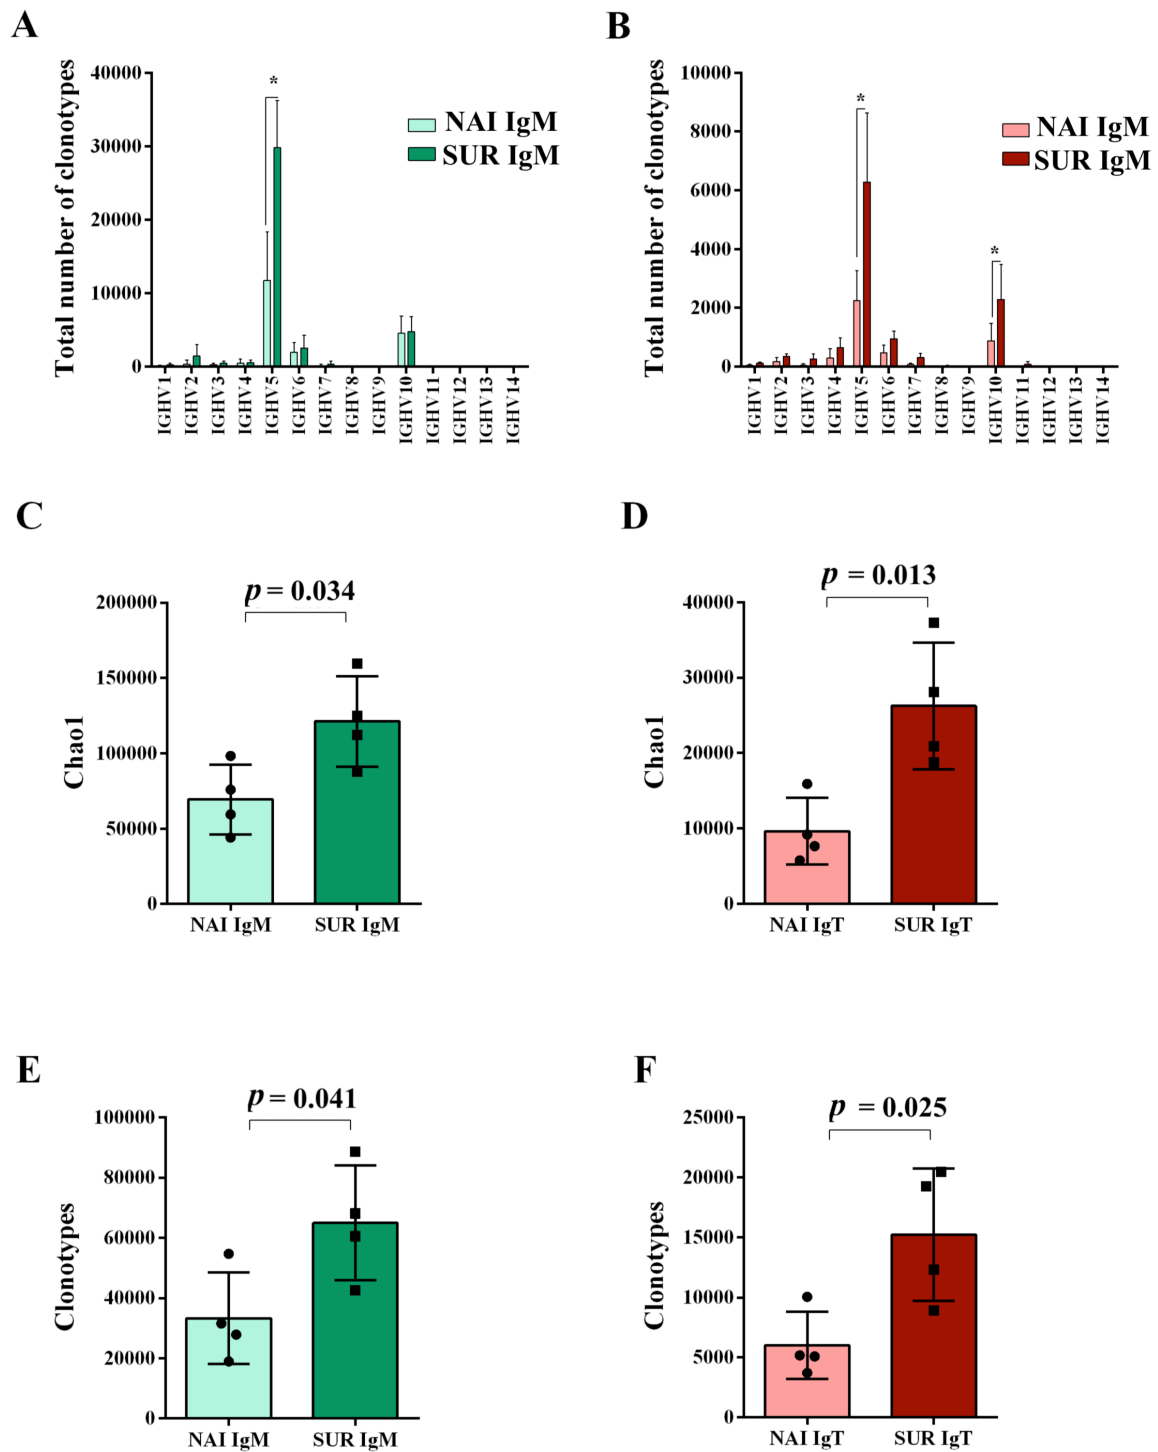 A
Total number of clonotypes
40000
30000
20000
10000
0
*
NAI IgM
SUR IgM
IGHV1
IGHV2
IGHV3
IGHV4
IGHV5
IGHV6
IGHV7
IGHV8
IGHV9
IGHV10
IGHV11
IGHV12
IGHV13
IGHV14
B
Total number of clonotypes
10000
8000
6000
4000
2000
0
*
*
NAI IgM
SUR IgM
IGHV1
IGHV2
IGHV3
IGHV4
IGHV5
IGHV6
IGHV7
IGHV8
IGHV9
IGHV10
IGHV11
IGHV12
IGHV13
IGHV14
C
p = 0.034
Chao1
200000
150000
100000
50000
0
NAI IgM
SUR IgM
D
p = 0.013
Chao1
40000
30000
20000
10000
0
NAI IgT
SUR IgT
E
p = 0.041
Clonotypes
100000
80000
60000
40000
20000
0
NAI IgM
SUR IgM
F
p = 0.025
Clonotypes
25000
20000
15000
10000
5000
0
NAI IgT
SUR IgT